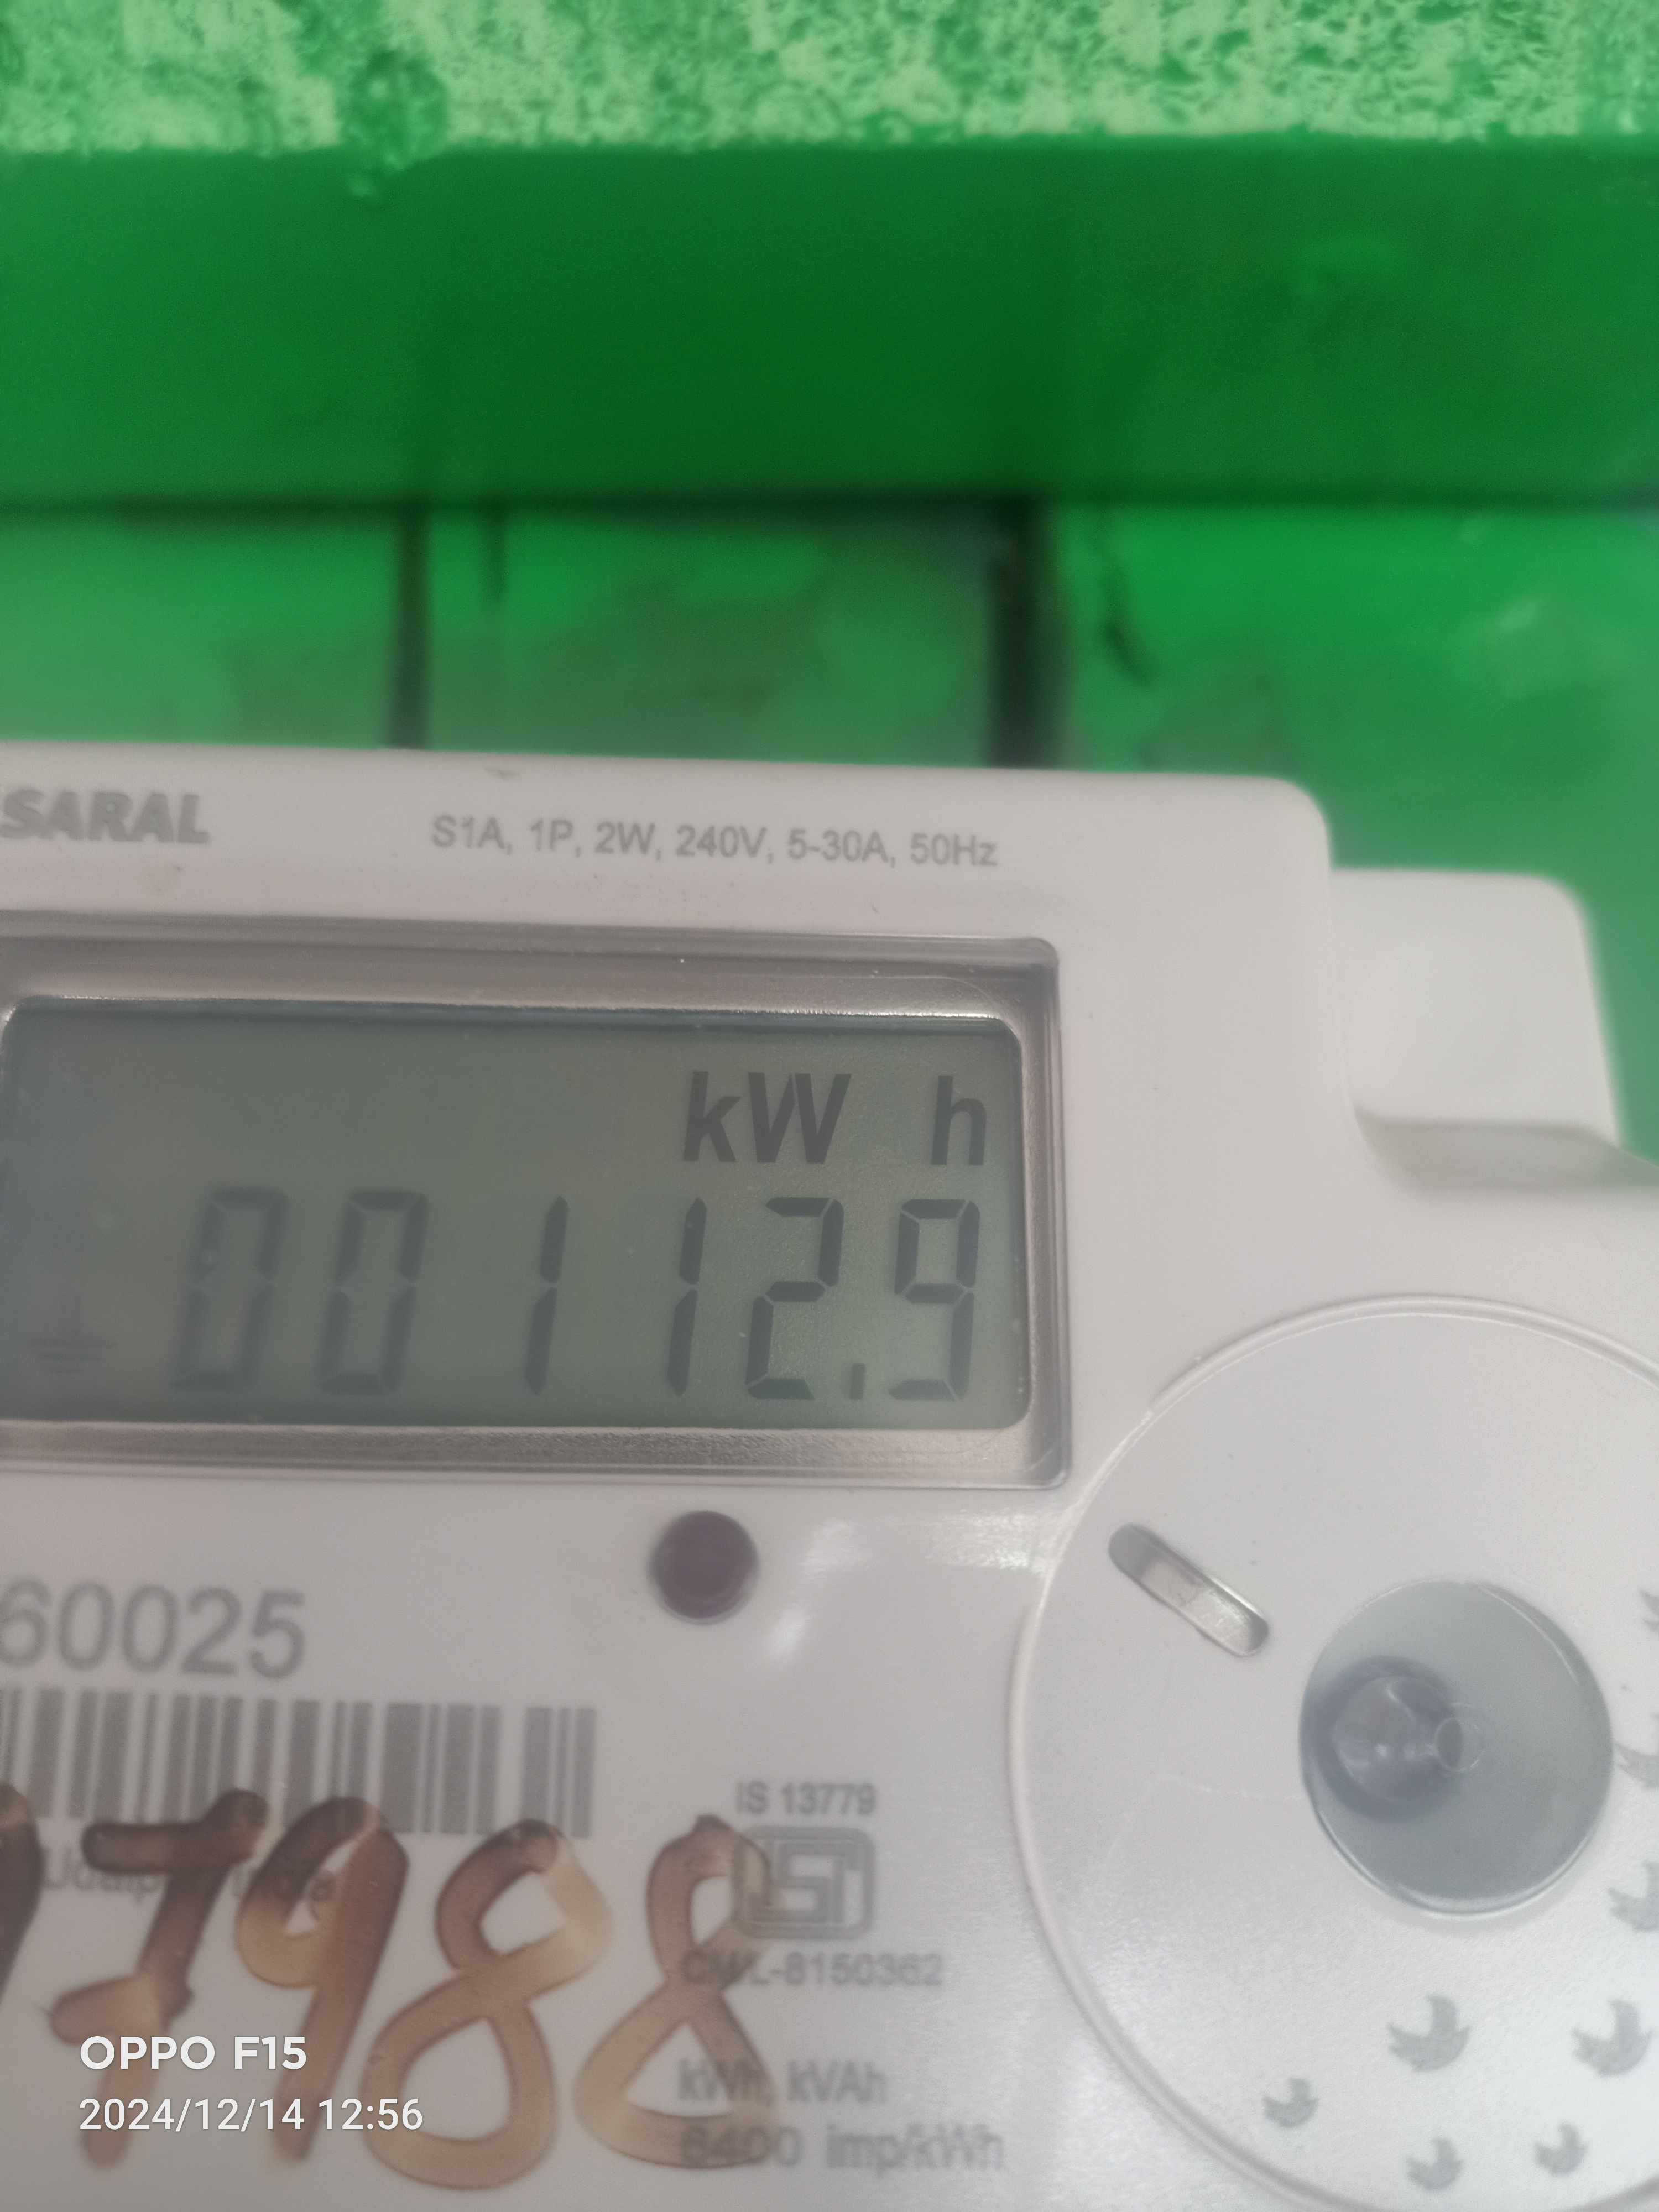 SARAL
S1A, 1P, 2W, 240V, 5-30A, 50Hz
kW h
00112.9
60025
IS 13779
ISI
CM/L-8150362
7988
kWh, kVAh
6400 imp/kWh
OPPO F15
2024/12/14 12:56